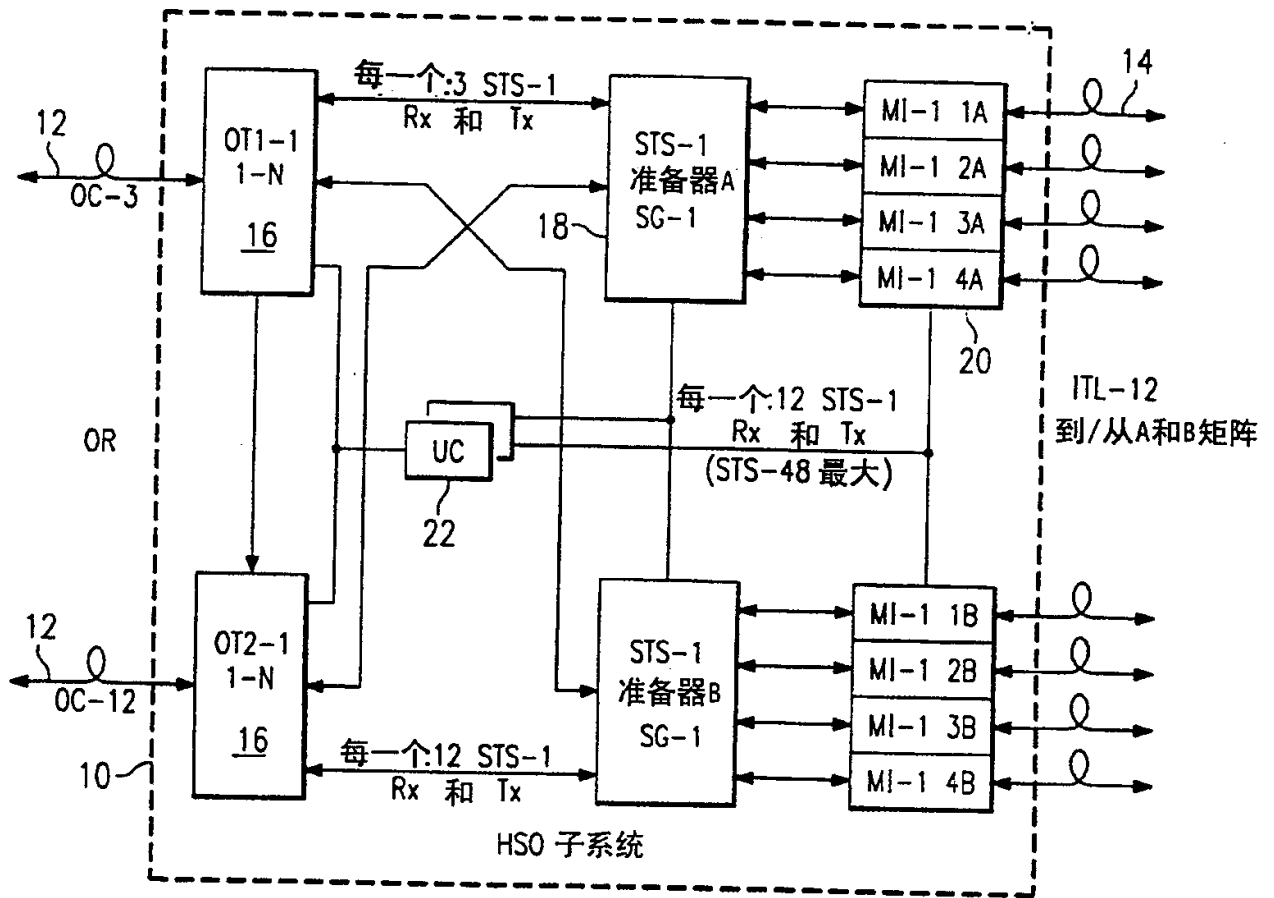 每一个:3 STS-1
Rx 和 Tx
14
12
OC-3
OT1-1
1-N
16
STS-1
准备器A
SG-1
18
MI-1 1A
MI-1 2A
MI-1 3A
MI-1 4A
20
OR
UC
22
每一个:12 STS-1
Rx 和 Tx
(STS-48 最大)
ITL-12
到/从A和B矩阵
12
OC-12
OT2-1
1-N
16
10
每一个:12 STS-1
Rx 和 Tx
STS-1
准备器B
SG-1
MI-1 1B
MI-1 2B
MI-1 3B
MI-1 4B
HSO 子系统